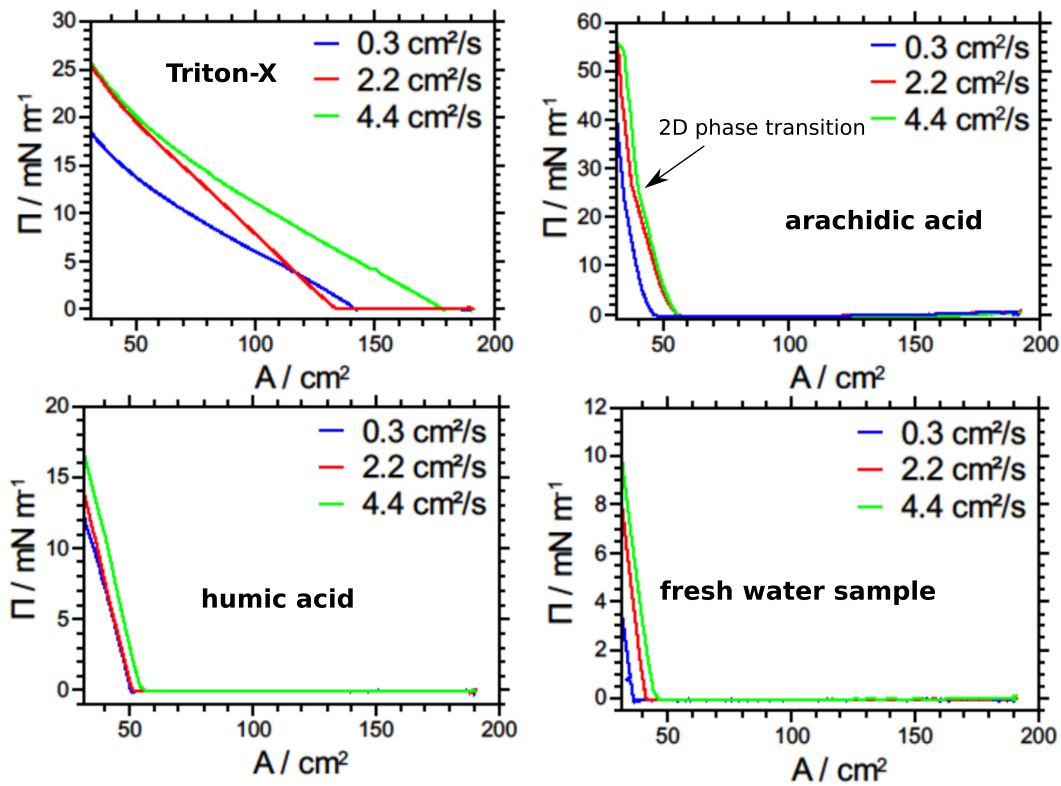 30
25
20
15
10
5
0
Π / mN m⁻¹
Triton-X
0.3 cm²/s
2.2 cm²/s
4.4 cm²/s
50 100 150 200
A / cm²
60
50
40
30
20
10
0
Π / mN m⁻¹
0.3 cm²/s
2.2 cm²/s
4.4 cm²/s
2D phase transition
arachidic acid
50 100 150 200
A / cm²
20
15
10
5
0
Π / mN m⁻¹
0.3 cm²/s
2.2 cm²/s
4.4 cm²/s
humic acid
50 100 150 200
A / cm²
12
10
8
6
4
2
0
Π / mN m⁻¹
0.3 cm²/s
2.2 cm²/s
4.4 cm²/s
fresh water sample
50 100 150 200
A / cm²